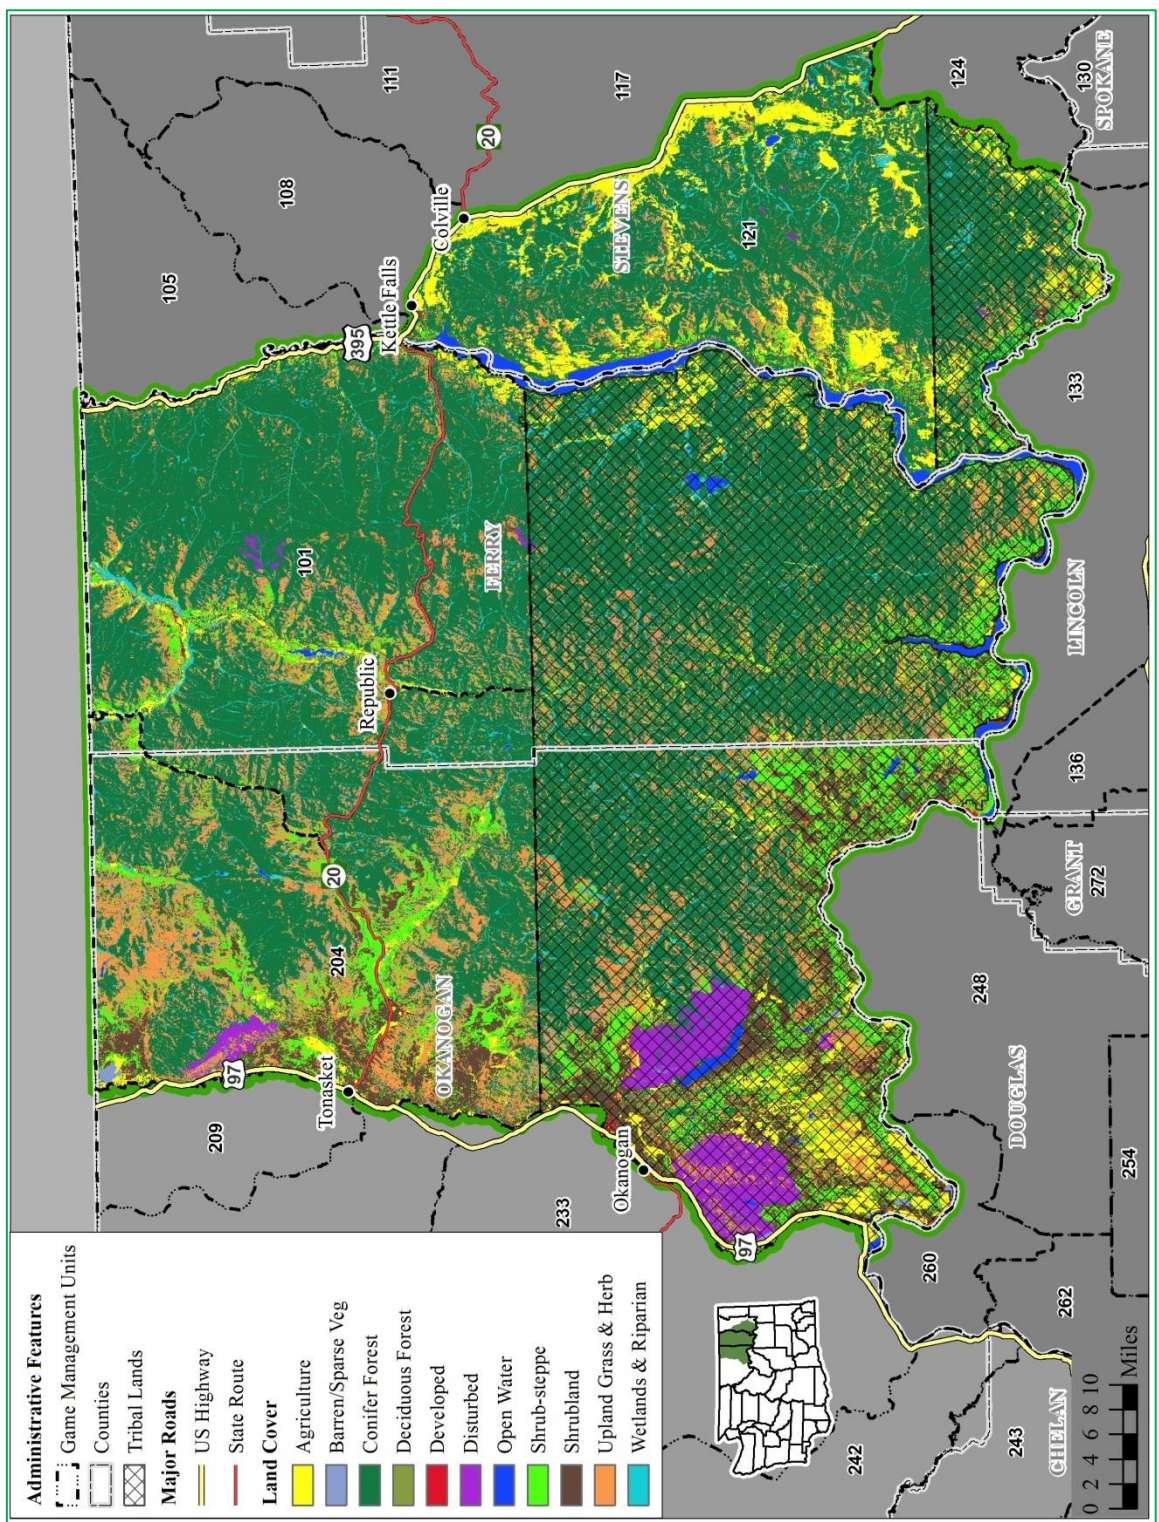 Administrative Features
Game Management Units
Counties
Tribal Lands
Major Roads
US Highway
State Route
Land Cover
Agriculture
Barren/Sparse Veg
Conifer Forest
Deciduous Forest
Developed
Disturbed
Open Water
Shrub-steppe
Shrubland
Upland Grass & Herb
Wetlands & Riparian
209
233
97
Tonasket
OKANOGAN
204
20
Okanogan
97
Republic
101
FERRY
105
395
Kettle Falls
108
Colville
111
20
117
STEVENS
121
124
130
SPOKANE
133
LINCOLN
136
GRANT
272
248
DOUGLAS
254
260
262
242
243
CHELAN
0 2 4 6 8 10
Miles